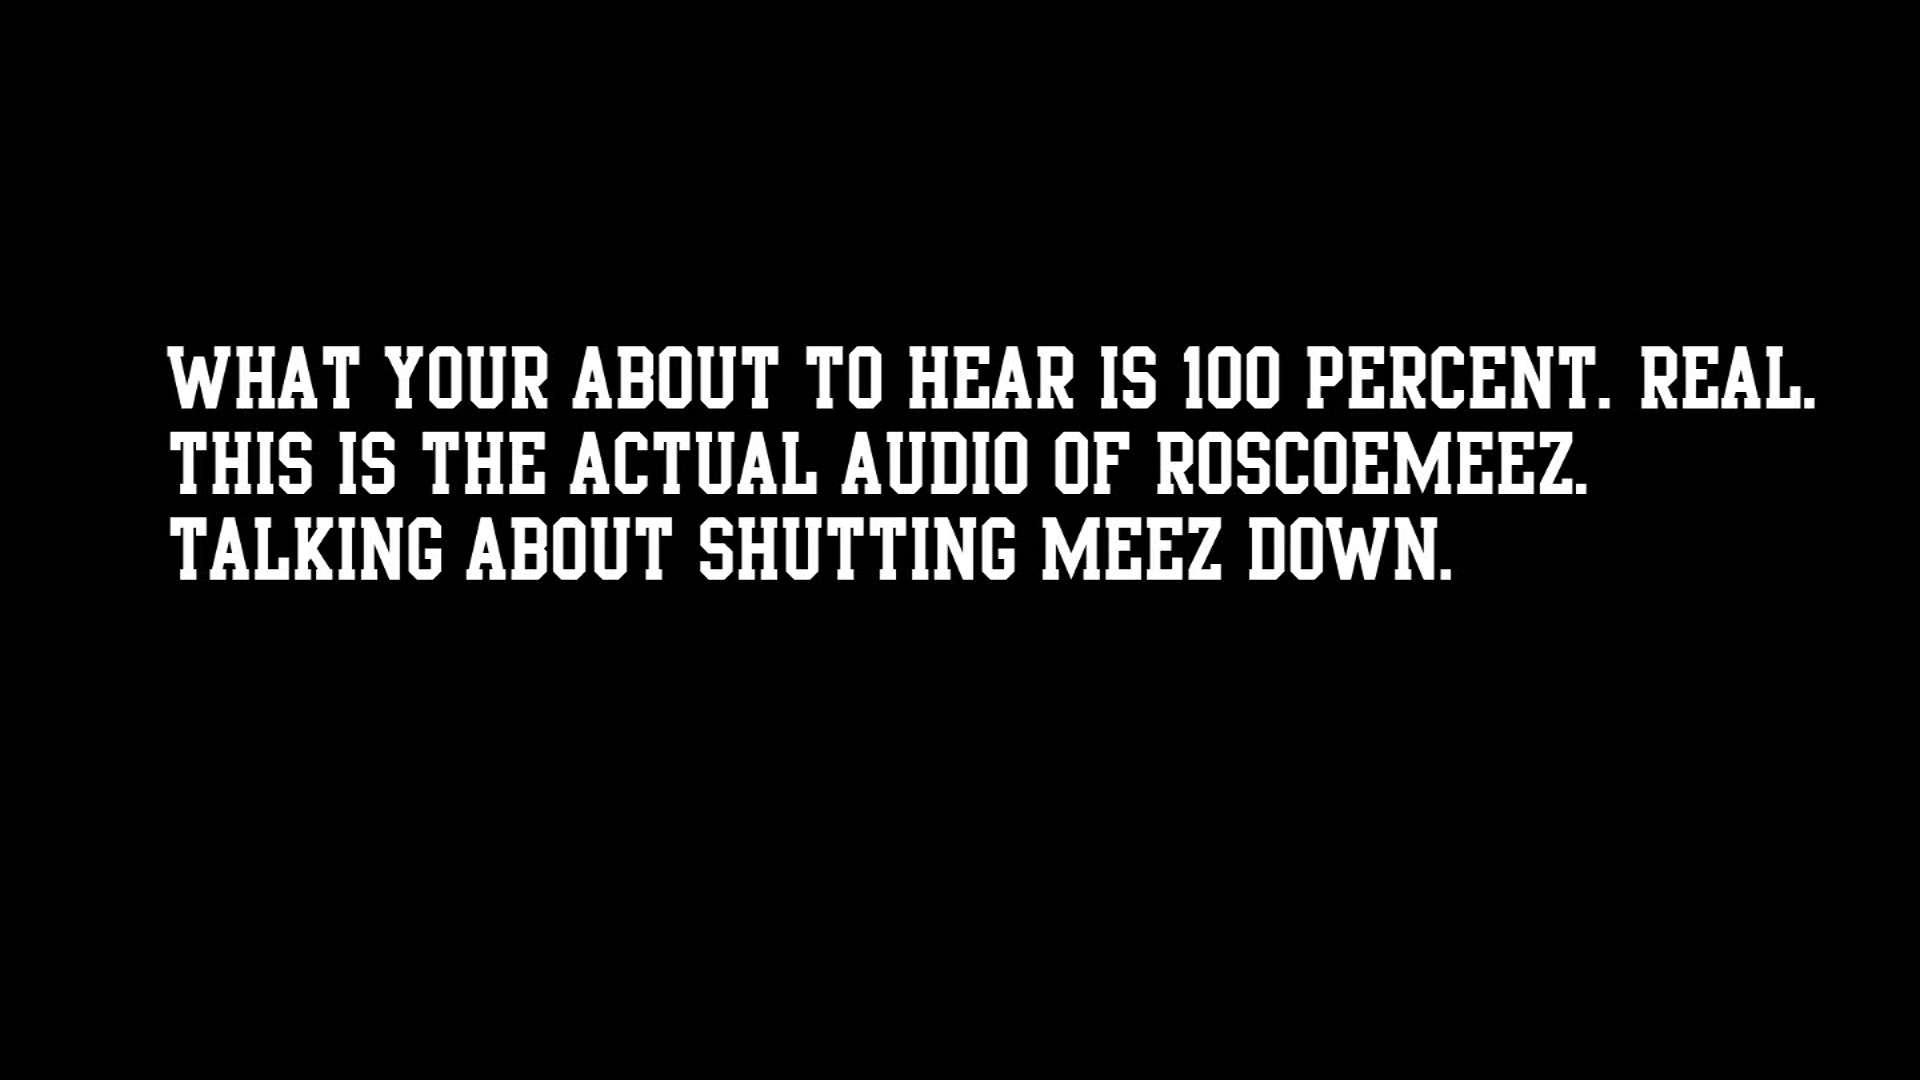 WHAT YOUR ABOUT TO HEAR IS 100 PERCENT. REAL.
THIS IS THE ACTUAL AUDIO OF ROSCOEMEEZ.
TALKING ABOUT SHUTTING MEEZ DOWN.